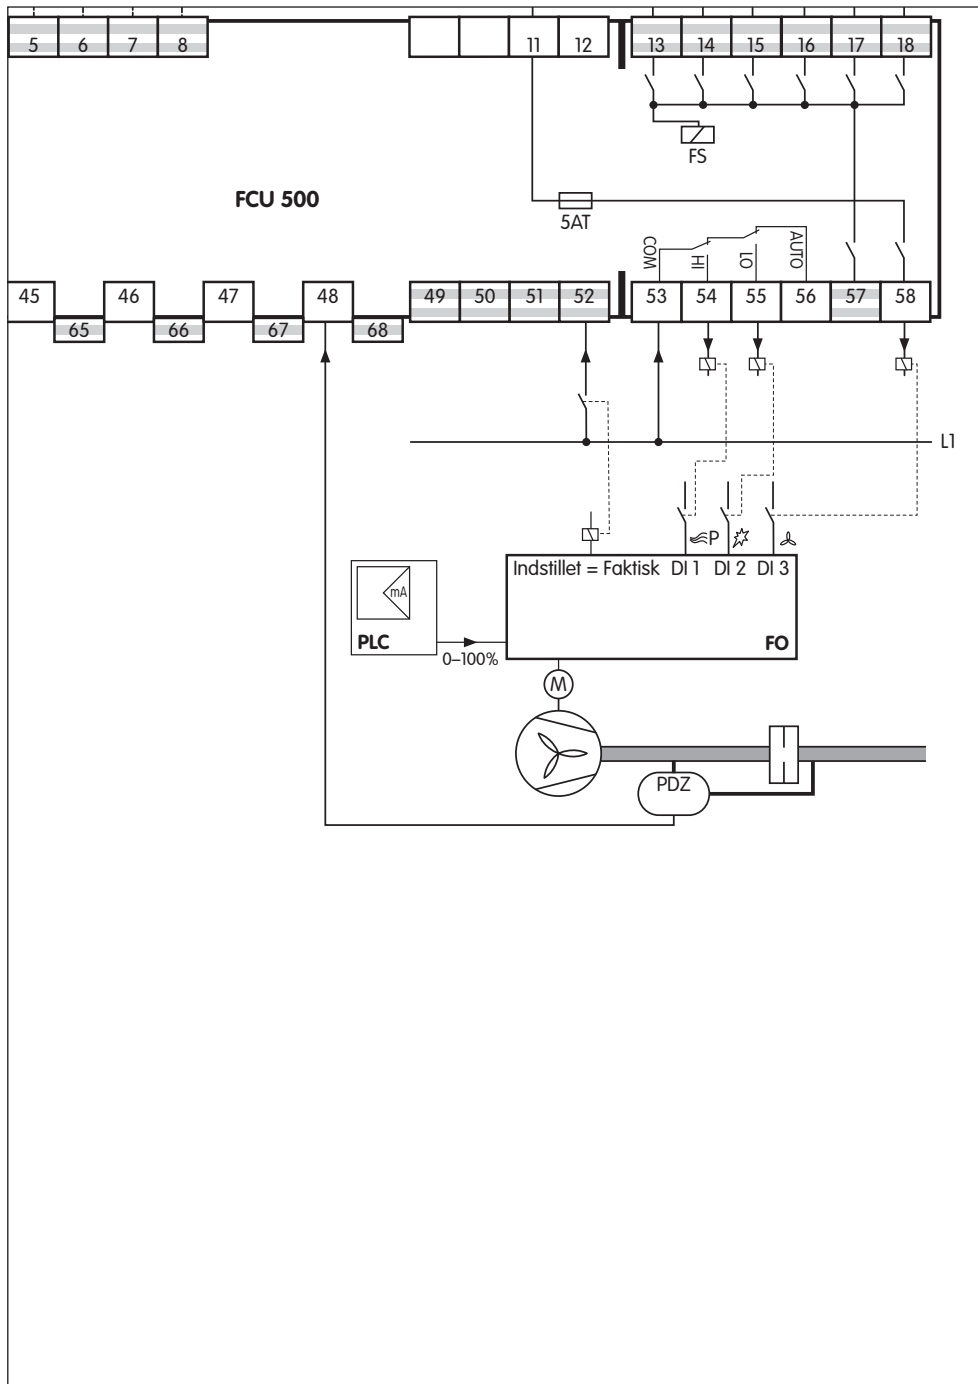 5 6 7 8 11 12 13 14 15 16 17 18
FS
FCU 500
5AT
COM HI LO AUTO
45 46 47 48 49 50 51 52 53 54 55 56 57 58
65 66 67 68
L1
P
Indstillet = Faktisk DI 1 DI 2 DI 3
mA
PLC
FO
0–100%
M
PDZ